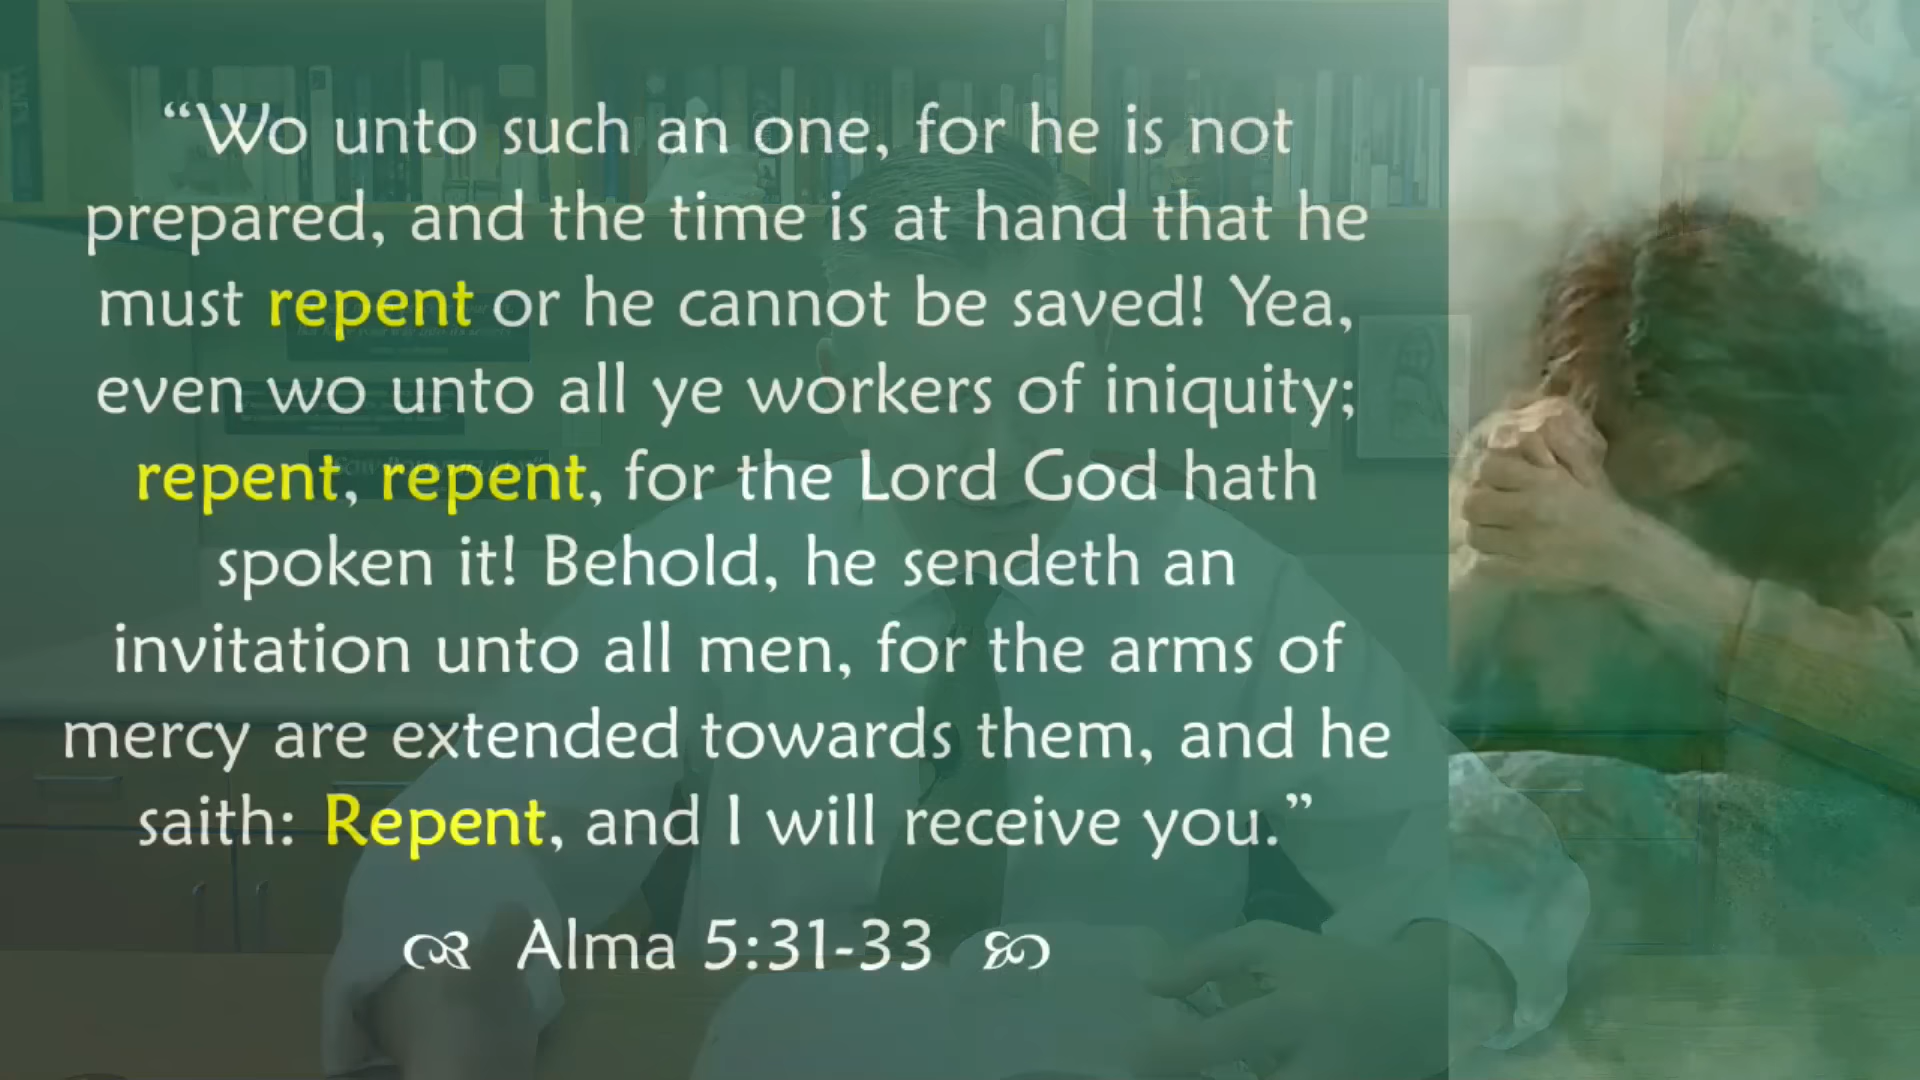 “Wo unto such an one, for he is not
prepared, and the time is at hand that he
must repent or he cannot be saved! Yea,
even wo unto all ye workers of iniquity;
repent, repent, for the Lord God hath
spoken it! Behold, he sendeth an
invitation unto all men, for the arms of
mercy are extended towards them, and he
saith: Repent, and I will receive you.”
Alma 5:31-33